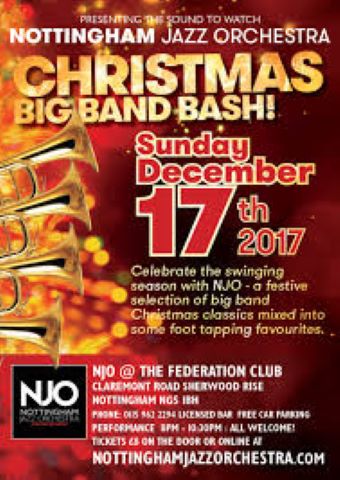 PRESENTING THE SOUND TO WATCH
NOTTINGHAM JAZZ ORCHESTRA
CHRISTMAS
BIG BAND BASH!
Sunday
December
17th
2017
Celebrate the swinging
season with NJO - a festive
selection of big band
Christmas classics mixed into
some foot tapping favourites.
NJO @ THE FEDERATION CLUB
CLAREMONT ROAD SHERWOOD RISE
NOTTINGHAM NG5 1BH
PHONE: 0115 962 2294 LICENSED BAR FREE CAR PARKING
PERFORMANCE 8PM - 10:30PM : ALL WELCOME!
TICKETS £8 ON THE DOOR OR ONLINE AT
NOTTINGHAMJAZZORCHESTRA.COM
NJO
NOTTINGHAM
JAZZ ORCHESTRA